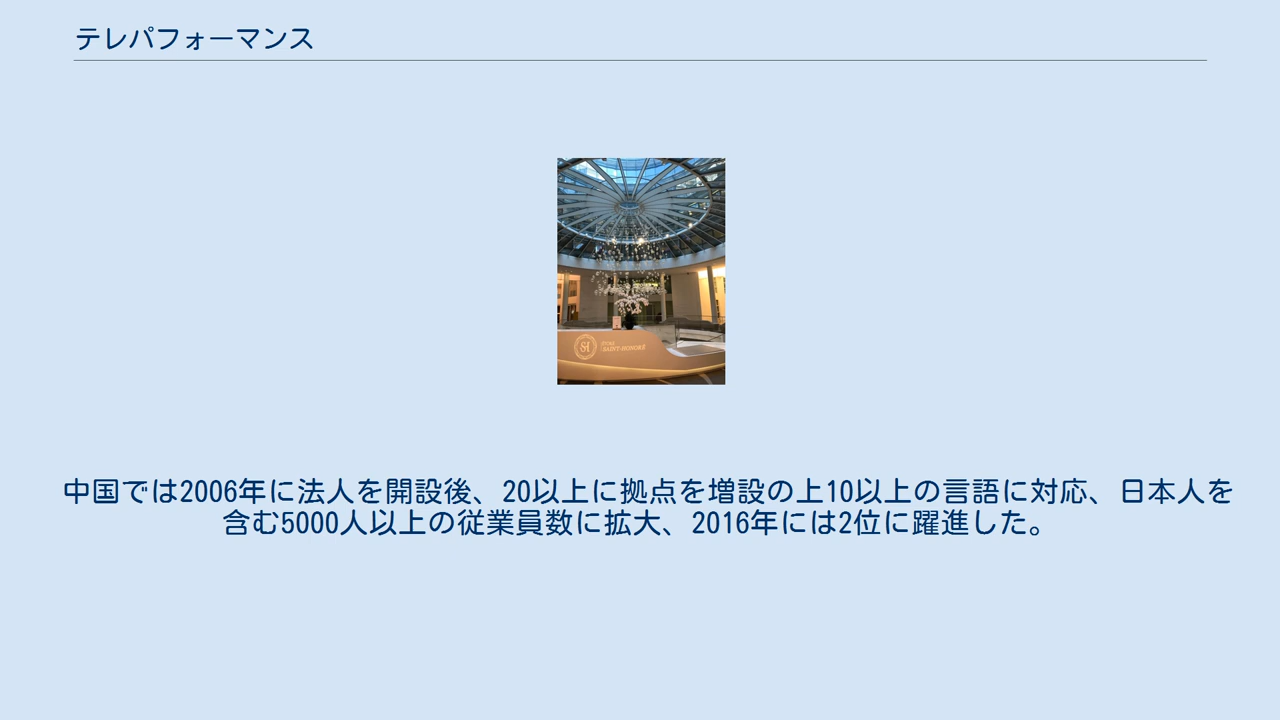 テレパフォーマンス
SH
SAINT-HONORÉ
中国では2006年に法人を開設後、20以上に拠点を増設の上10以上の言語に対応、日本人を
含む5000人以上の従業員数に拡大、2016年には2位に躍進した。